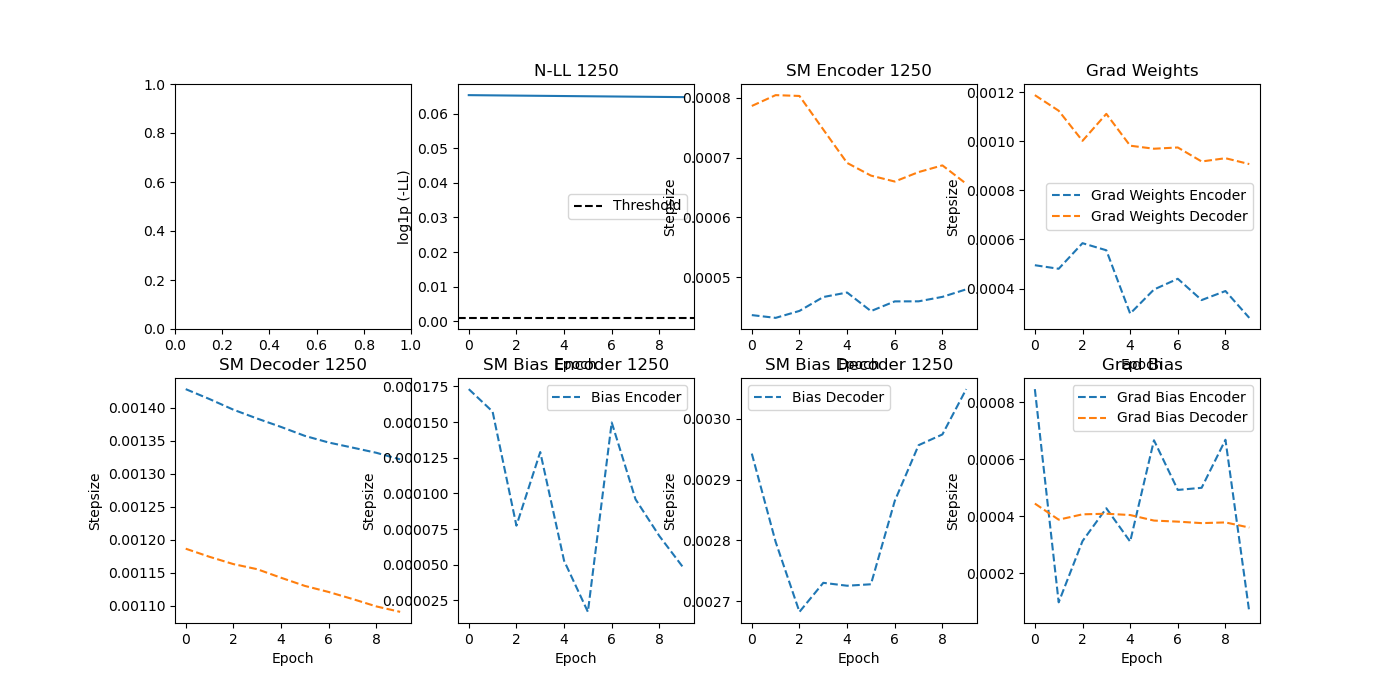 N-LL 1250
SM Encoder 1250
Grad Weights
1.0
0.8
0.6
0.4
0.2
0.0
0.0 0.2 0.4 0.6 0.8 1.0
log1p (-LL)
0.06
0.05
0.04
0.03
0.02
0.01
0.00
Threshold
0 2 4 6 8
Epoch
Stepsize
0.0008
0.0007
0.0006
0.0005
0 2 4 6 8
Epoch
Stepsize
0.0012
0.0010
0.0008
0.0006
0.0004
Grad Weights Encoder
Grad Weights Decoder
0 2 4 6 8
Epoch
SM Decoder 1250
SM Bias Encoder 1250
SM Bias Decoder 1250
Grad Bias
Stepsize
0.00140
0.00135
0.00130
0.00125
0.00120
0.00115
0.00110
0 2 4 6 8
Epoch
Stepsize
0.000175
0.000150
0.000125
0.000100
0.000075
0.000050
0.000025
Bias Encoder
0 2 4 6 8
Epoch
Stepsize
0.0030
0.0029
0.0028
0.0027
Bias Decoder
0 2 4 6 8
Epoch
Stepsize
0.0008
0.0006
0.0004
0.0002
Grad Bias Encoder
Grad Bias Decoder
0 2 4 6 8
Epoch